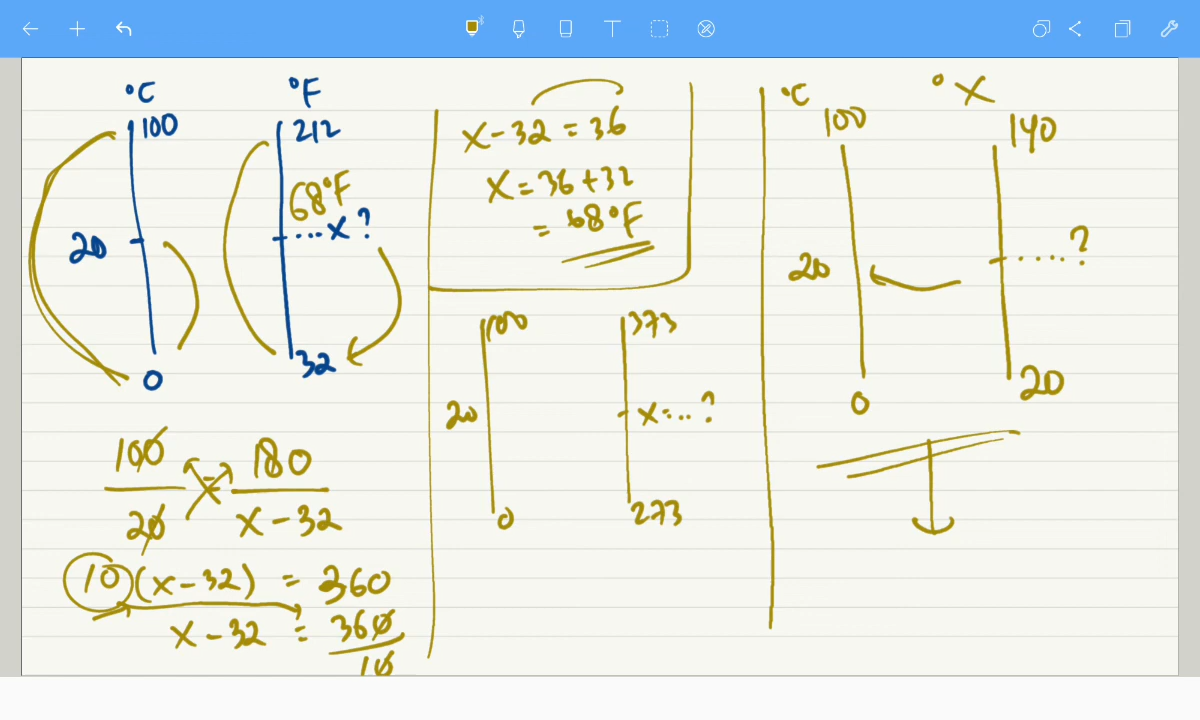 °C °F
100 212
68°F
20 ...x?
0 32
100 = 180
20 x-32
10(x-32) = 360
x-32 = 360
10
x-32=36
x=36+32
= 68°F
100 373
20 x=...?
0 273
°C °X
100 140
20 .....?
0 20
T